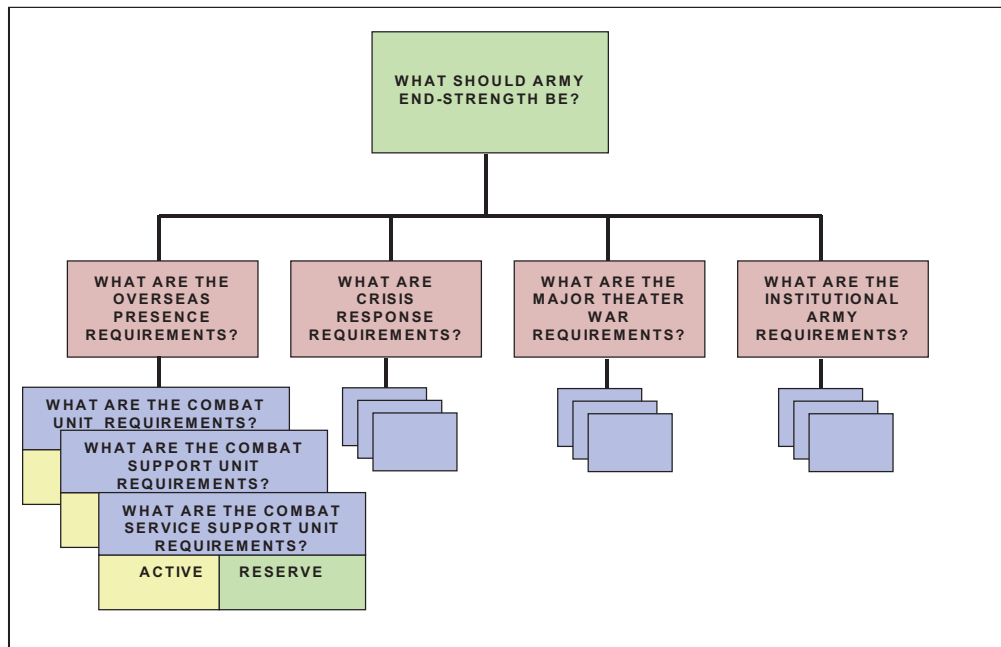 WHAT SHOULD ARMY
END-STRENGTH BE?
WHAT ARE THE
OVERSEAS
PRESENCE
REQUIREMENTS?
WHAT ARE
CRISIS
RESPONSE
REQUIREMENTS?
WHAT ARE THE
MAJOR THEATER
WAR
REQUIREMENTS?
WHAT ARE THE
INSTITUTIONAL
ARMY
REQUIREMENTS?
WHAT ARE THE COMBAT
UNIT REQUIREMENTS?
WHAT ARE THE COMBAT
SUPPORT UNIT
REQUIREMENTS?
WHAT ARE THE COMBAT
SERVICE SUPPORT UNIT
REQUIREMENTS?
ACTIVE
RESERVE